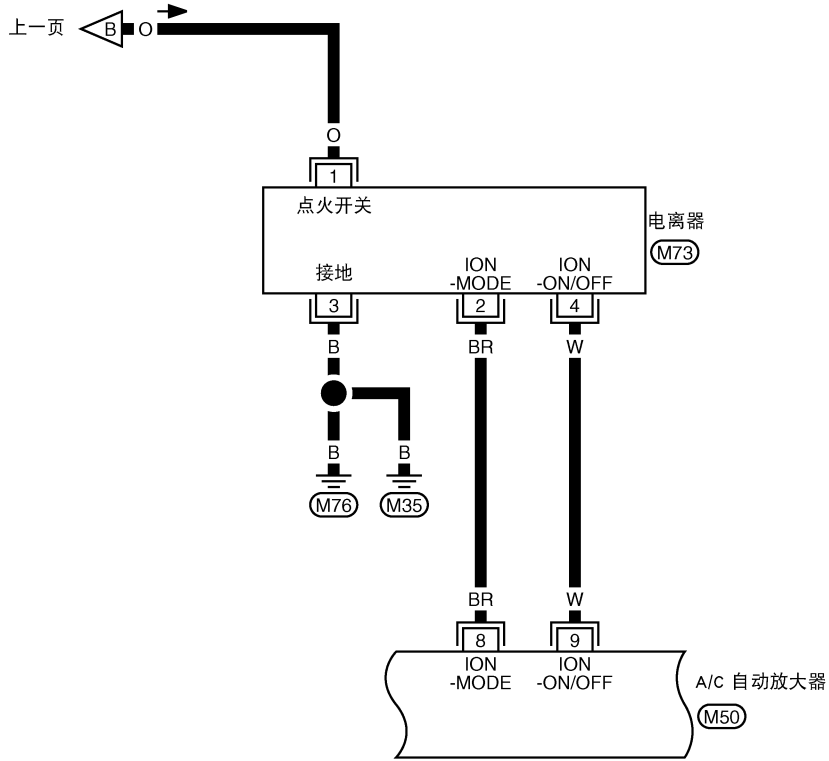 上一页
B
O
O
1
点火开关
电离器
M73
接地
ION
-MODE
ION
-ON/OFF
3
2
4
B
BR
W
B
B
M76
M35
BR
W
8
9
ION
-MODE
ION
-ON/OFF
A/C 自动放大器
M50